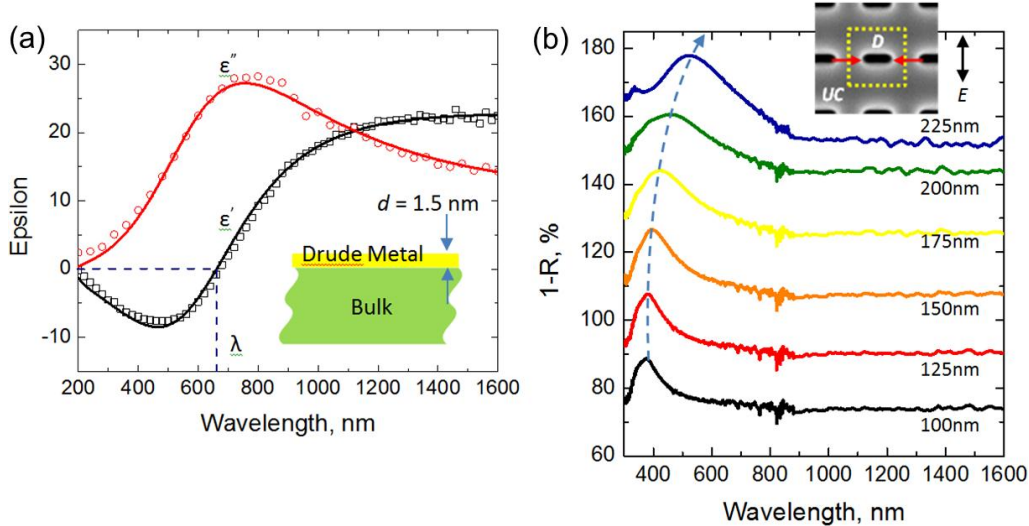 (a)
30
20
10
0
-10
Epsilon
ε"
ε'
d = 1.5 nm
Drude Metal
Bulk
λ
200 400 600 800 1000 1200 1400 1600
Wavelength, nm
(b)
180
160
140
120
100
80
60
1-R, %
D
UC
E
225nm
200nm
175nm
150nm
125nm
100nm
400 600 800 1000 1200 1400 1600
Wavelength, nm